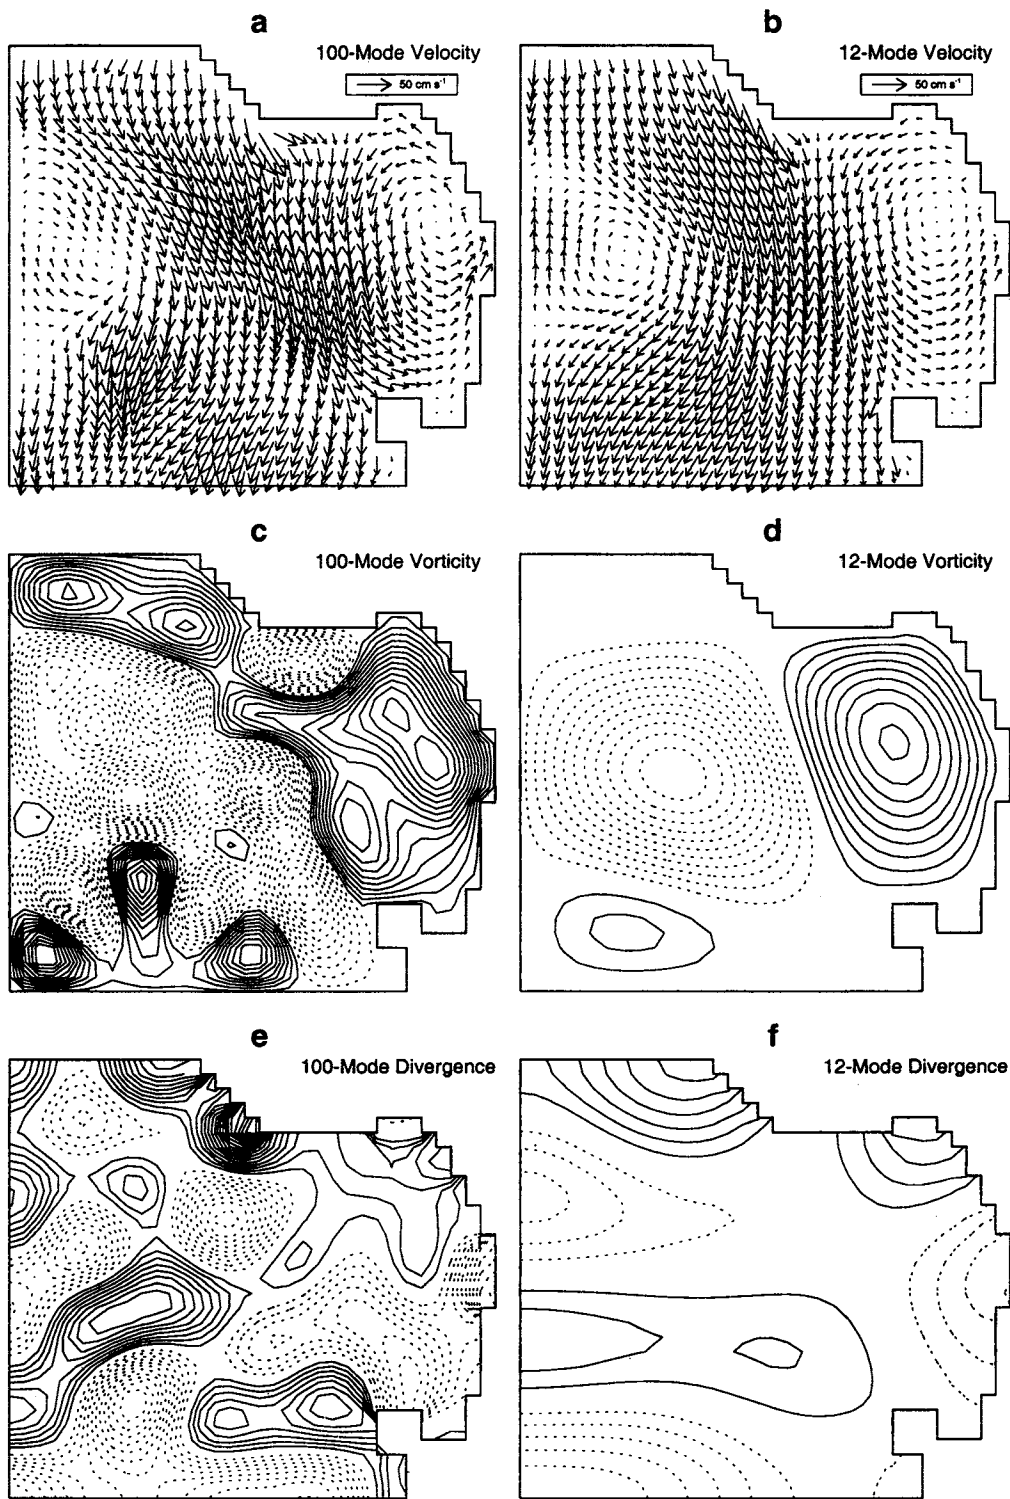 a
100-Mode Velocity
50 cm s⁻¹
b
12-Mode Velocity
50 cm s⁻¹
c
100-Mode Vorticity
d
12-Mode Vorticity
e
100-Mode Divergence
f
12-Mode Divergence